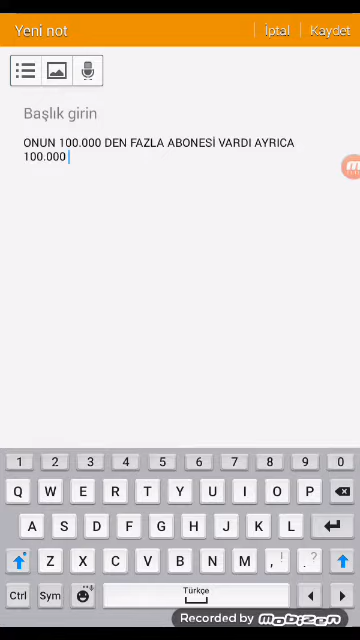 Yeni not
İptal
Kaydet
Başlık girin
ONUN 100.000 DEN FAZLA ABONESİ VARDI AYRICA
100.000
1 2 3 4 5 6 7 8 9 0
Q W E R T Y U I O P
A S D F G H J K L
Z X C V B N M , ! . ?
Ctrl Sym Türkçe
Recorded by mobizen